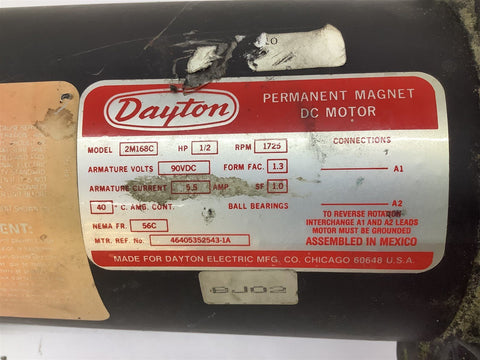 Dayton
PERMANENT MAGNET
DC MOTOR
MODEL 2M168C HP 1/2 RPM 1725
CONNECTIONS
ARMATURE VOLTS 90VDC FORM FAC. 1.3
A1
ARMATURE CURRENT 5.5 AMP SF 1.0
40 °C. AMB. CONT. BALL BEARINGS
A2
NEMA FR. 56C
TO REVERSE ROTATION
INTERCHANGE A1 AND A2 LEADS
MOTOR MUST BE GROUNDED
MTR. REF. No. 46405352543-1A
ASSEMBLED IN MEXICO
MADE FOR DAYTON ELECTRIC MFG. CO. CHICAGO 60648 U.S.A.
BJ02